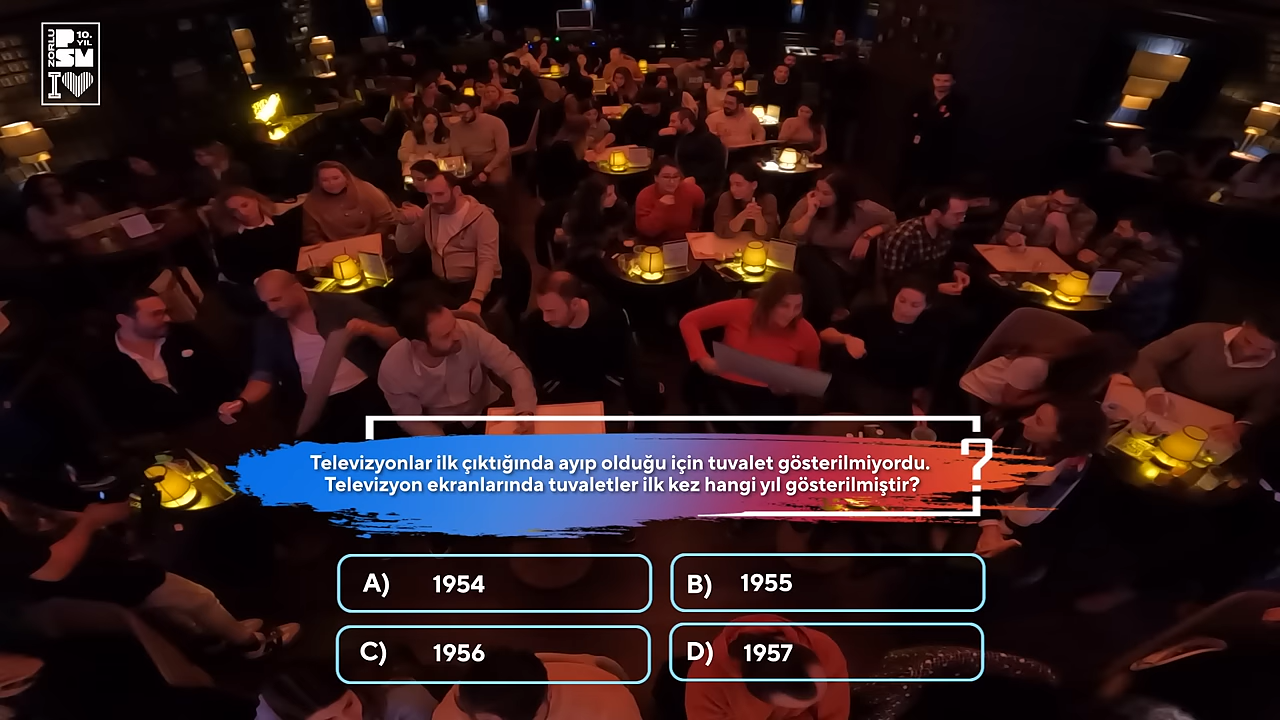 ZORLU
PSM
10.
YIL
I
Televizyonlar ilk çıktığında ayıp olduğu için tuvalet gösterilmiyordu.
Televizyon ekranlarında tuvaletler ilk kez hangi yıl gösterilmiştir?
?
A) 1954
B) 1955
C) 1956
D) 1957